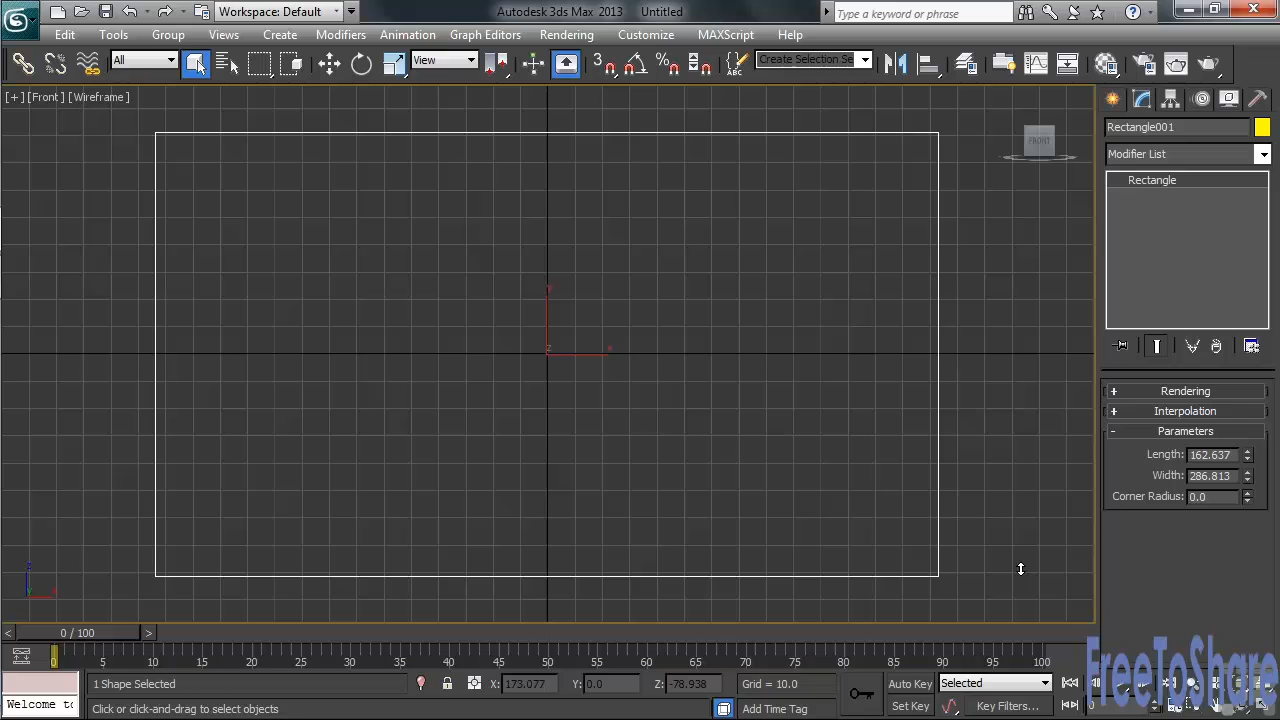 Workspace: Default
Autodesk 3ds Max 2013 Untitled
Type a keyword or phrase
Edit Tools Group Views Create Modifiers Animation Graph Editors Rendering Customize MAXScript Help
All
View
3
%
ABC
Create Selection Se
[+] [Front] [Wireframe]
FRONT
Rectangle001
Modifier List
Rectangle
y
z
x
Rendering
Interpolation
Parameters
Length: 162.637
Width: 286.813
Corner Radius: 0.0
z
y
x
0 / 100
0 5 10 15 20 25 30 35 40 45 50 55 60 65 70 75 80 85 90 95 100
1 Shape Selected
X: 173.077
Y: 0.0
Z: -78.938
Grid = 10.0
Auto Key
Selected
Welcome to
Click or click-and-drag to select objects
Add Time Tag
Set Key
Key Filters...
FreeToShare